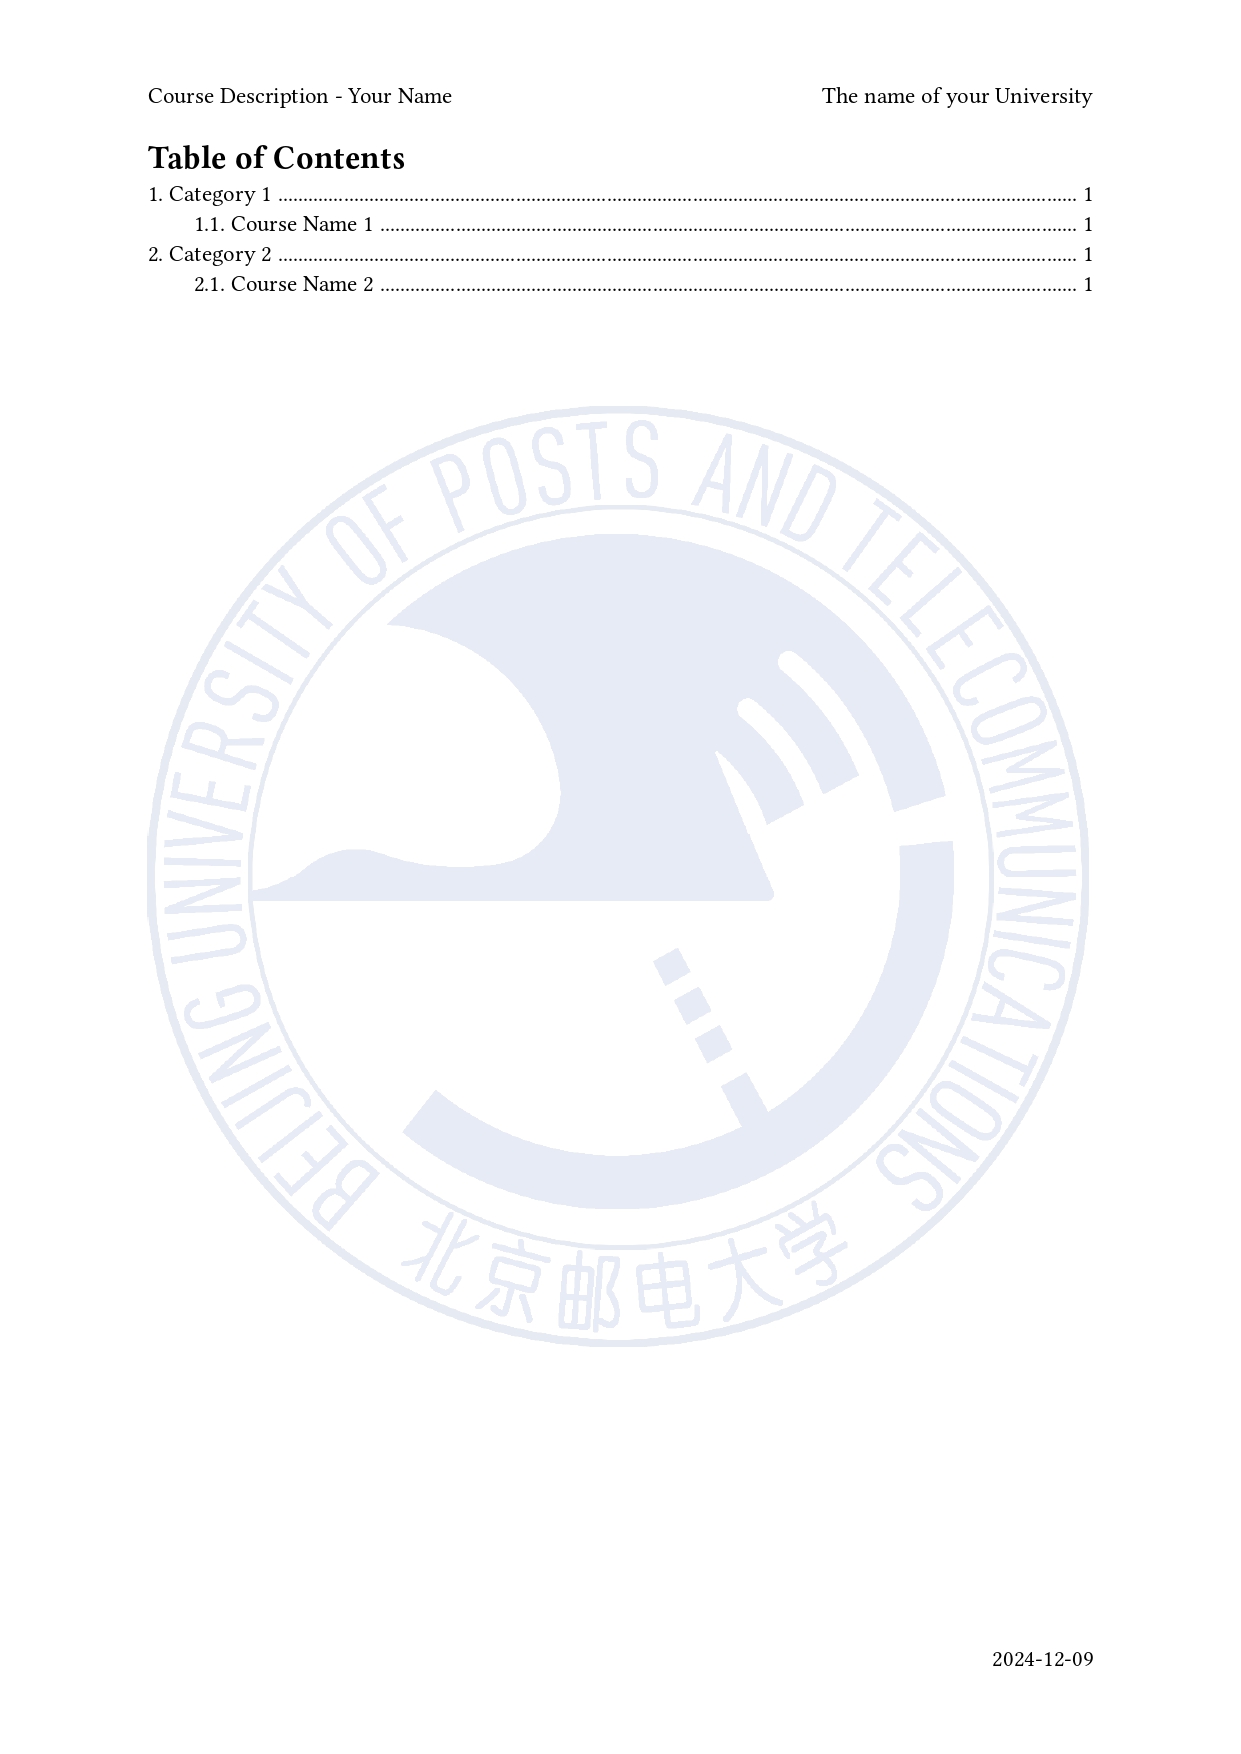 Course Description - Your Name The name of your University
Table of Contents
1. Category 1 ................................................................ 1
1.1. Course Name 1 ................................................................ 1
2. Category 2 ................................................................ 1
2.1. Course Name 2 ................................................................ 1
BEIJING UNIVERSITY OF POSTS AND TELECOMMUNICATIONS
北京邮电大学
2024-12-09